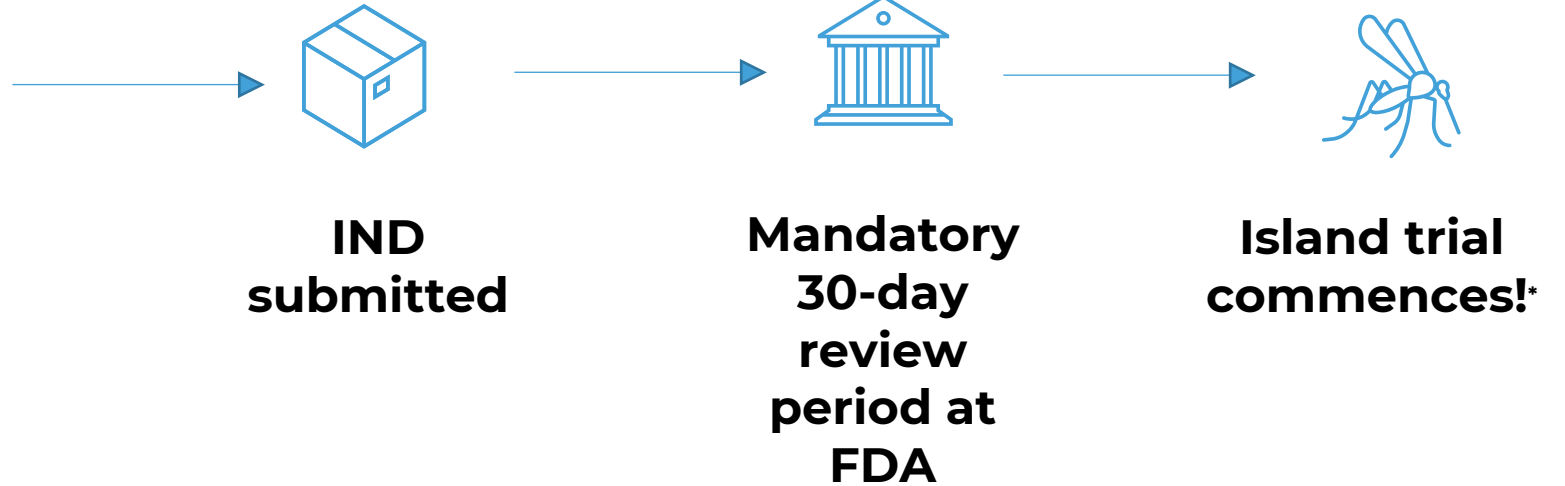 IND
submitted
Mandatory
30-day
review
period at
FDA
Island trial
commences!*